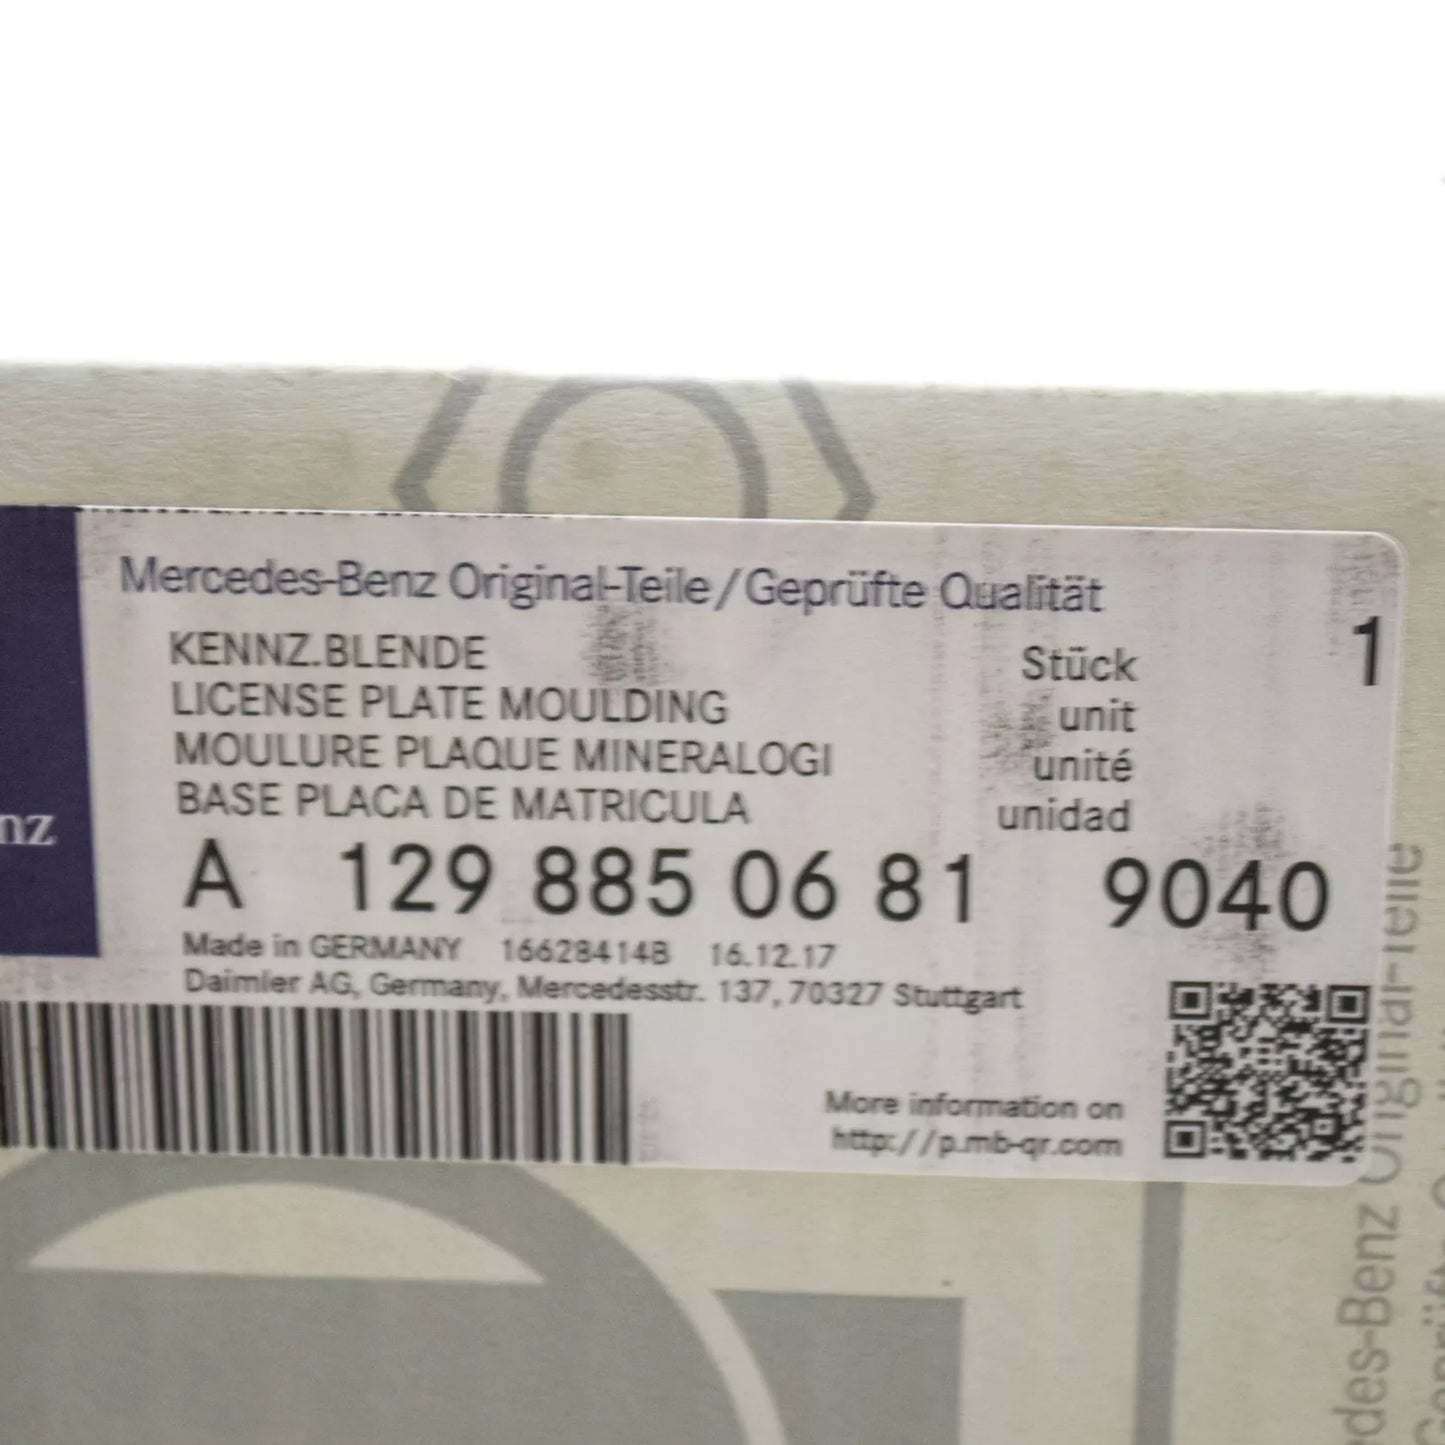 Mercedes-Benz Original-Teile/Geprüfte Qualität
KENNZ.BLENDE Stück 1
LICENSE PLATE MOULDING unit
MOULURE PLAQUE MINERALOGI unité
BASE PLACA DE MATRICULA unidad
nz
A 129 885 06 81 9040
Made in GERMANY 166284148 16.12.17
Daimler AG, Germany, Mercedesstr. 137, 70327 Stuttgart
More information on
http://p.mb-qr.com
des-Benz Original-Teile